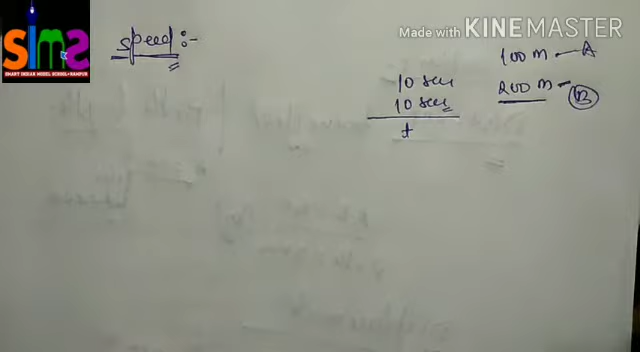 SIMS
SMART INDIAN MODEL SCHOOL•RAMPUR
Made with KINEMASTER
speed :-
100 m — A
10 sec 200 m — B
10 sec
t